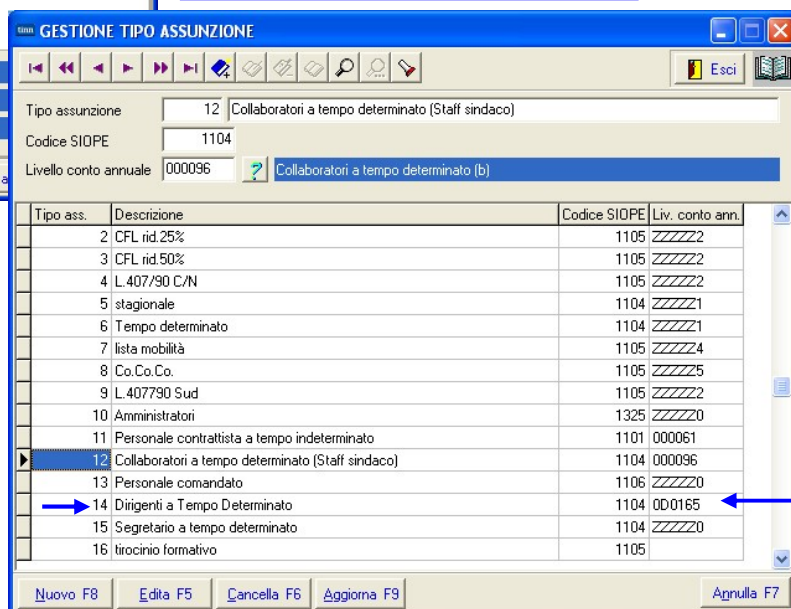 tinn GESTIONE TIPO ASSUNZIONE
Esci
Tipo assunzione 12 Collaboratori a tempo determinato (Staff sindaco)
Codice SIOPE 1104
Livello conto annuale 000096 ? Collaboratori a tempo determinato (b)
a
Tipo ass. Descrizione Codice SIOPE Liv. conto ann.
2 CFL rid.25% 1105 ZZZZZ2
3 CFL rid.50% 1105 ZZZZZ2
4 L.407/90 C/N 1105 ZZZZZ2
5 stagionale 1104 ZZZZZ1
6 Tempo determinato 1104 ZZZZZ1
7 lista mobilità 1105 ZZZZZ4
8 Co.Co.Co. 1105 ZZZZZ5
9 L.407790 Sud 1105 ZZZZZ2
10 Amministratori 1325 ZZZZZ0
11 Personale contrattista a tempo indeterminato 1101 000061
12 Collaboratori a tempo determinato (Staff sindaco) 1104 000096
13 Personale comandato 1106 ZZZZZ0
14 Dirigenti a Tempo Determinato 1104 0D0165
15 Segretario a tempo determinato 1104 ZZZZZ0
16 tirocinio formativo 1105
Nuovo F8 Edita F5 Cancella F6 Aggiorna F9 Annulla F7